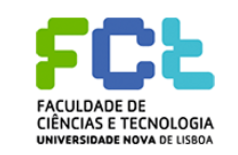 FCt
FACULDADE DE
CIÊNCIAS E TECNOLOGIA
UNIVERSIDADE NOVA DE LISBOA